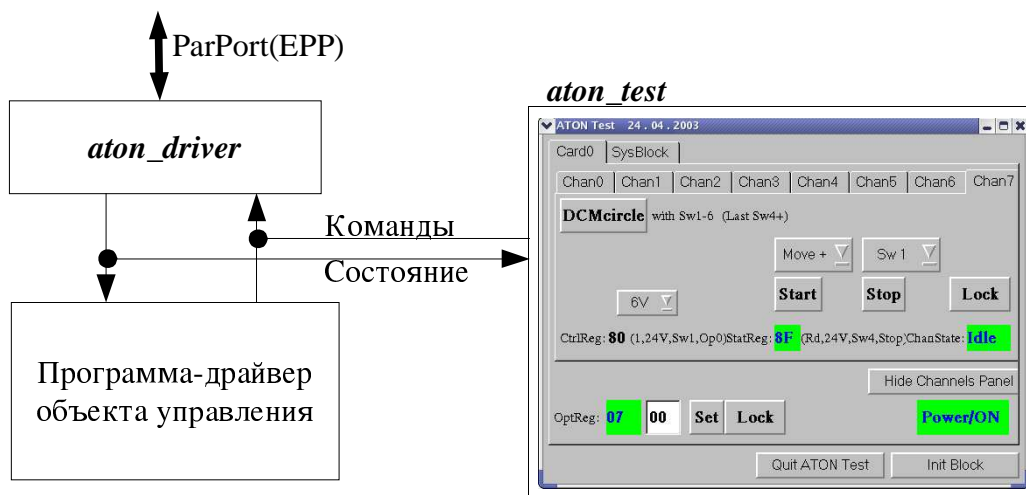 ParPort(EPP)
aton_driver
Команды
Состояние
Программа-драйвер
объекта управления
aton_test
ATON Test 24 . 04 . 2003
Card0 SysBlock
Chan0 Chan1 Chan2 Chan3 Chan4 Chan5 Chan6 Chan7
DCMcircle with Sw1-6 (Last Sw4+)
Move + Sw 1
6V Start Stop Lock
CtrlReg: 80 (1,24V,Sw1,Op0)StatReg: 8F (Rd,24V,Sw4,Stop)ChanState: Idle
Hide Channels Panel
OptReg: 07 00 Set Lock Power/ON
Quit ATON Test Init Block